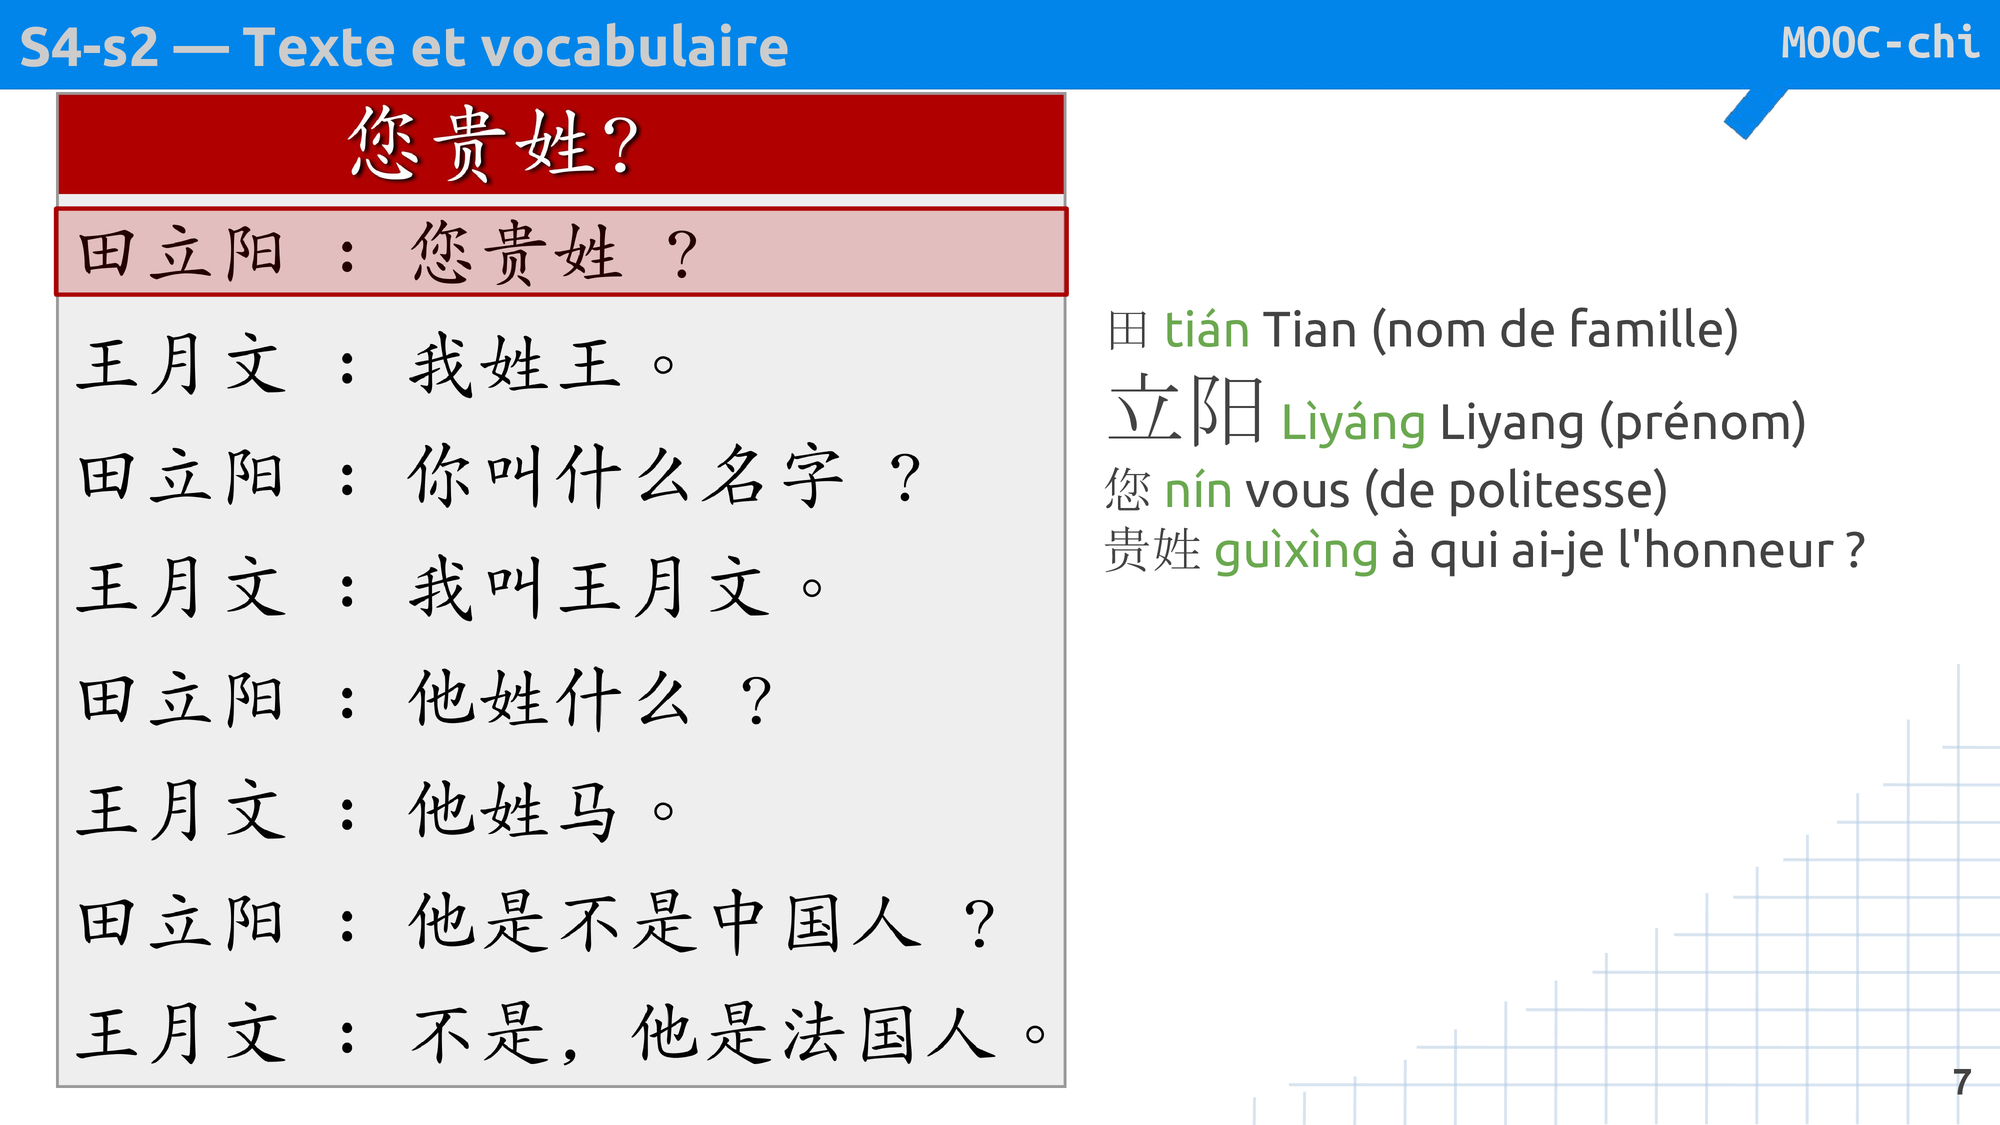 S4-s2 — Texte et vocabulaire
MOOC-chi
您贵姓?
田立阳 : 您贵姓 ?
王月文 : 我姓王。
田立阳 : 你叫什么名字 ?
王月文 : 我叫王月文。
田立阳 : 他姓什么 ?
王月文 : 他姓马。
田立阳 : 他是不是中国人 ?
王月文 : 不是, 他是法国人。
田 tián Tian (nom de famille)
立阳 Lìyáng Liyang (prénom)
您 nín vous (de politesse)
贵姓 guìxìng à qui ai-je l'honneur ?
7